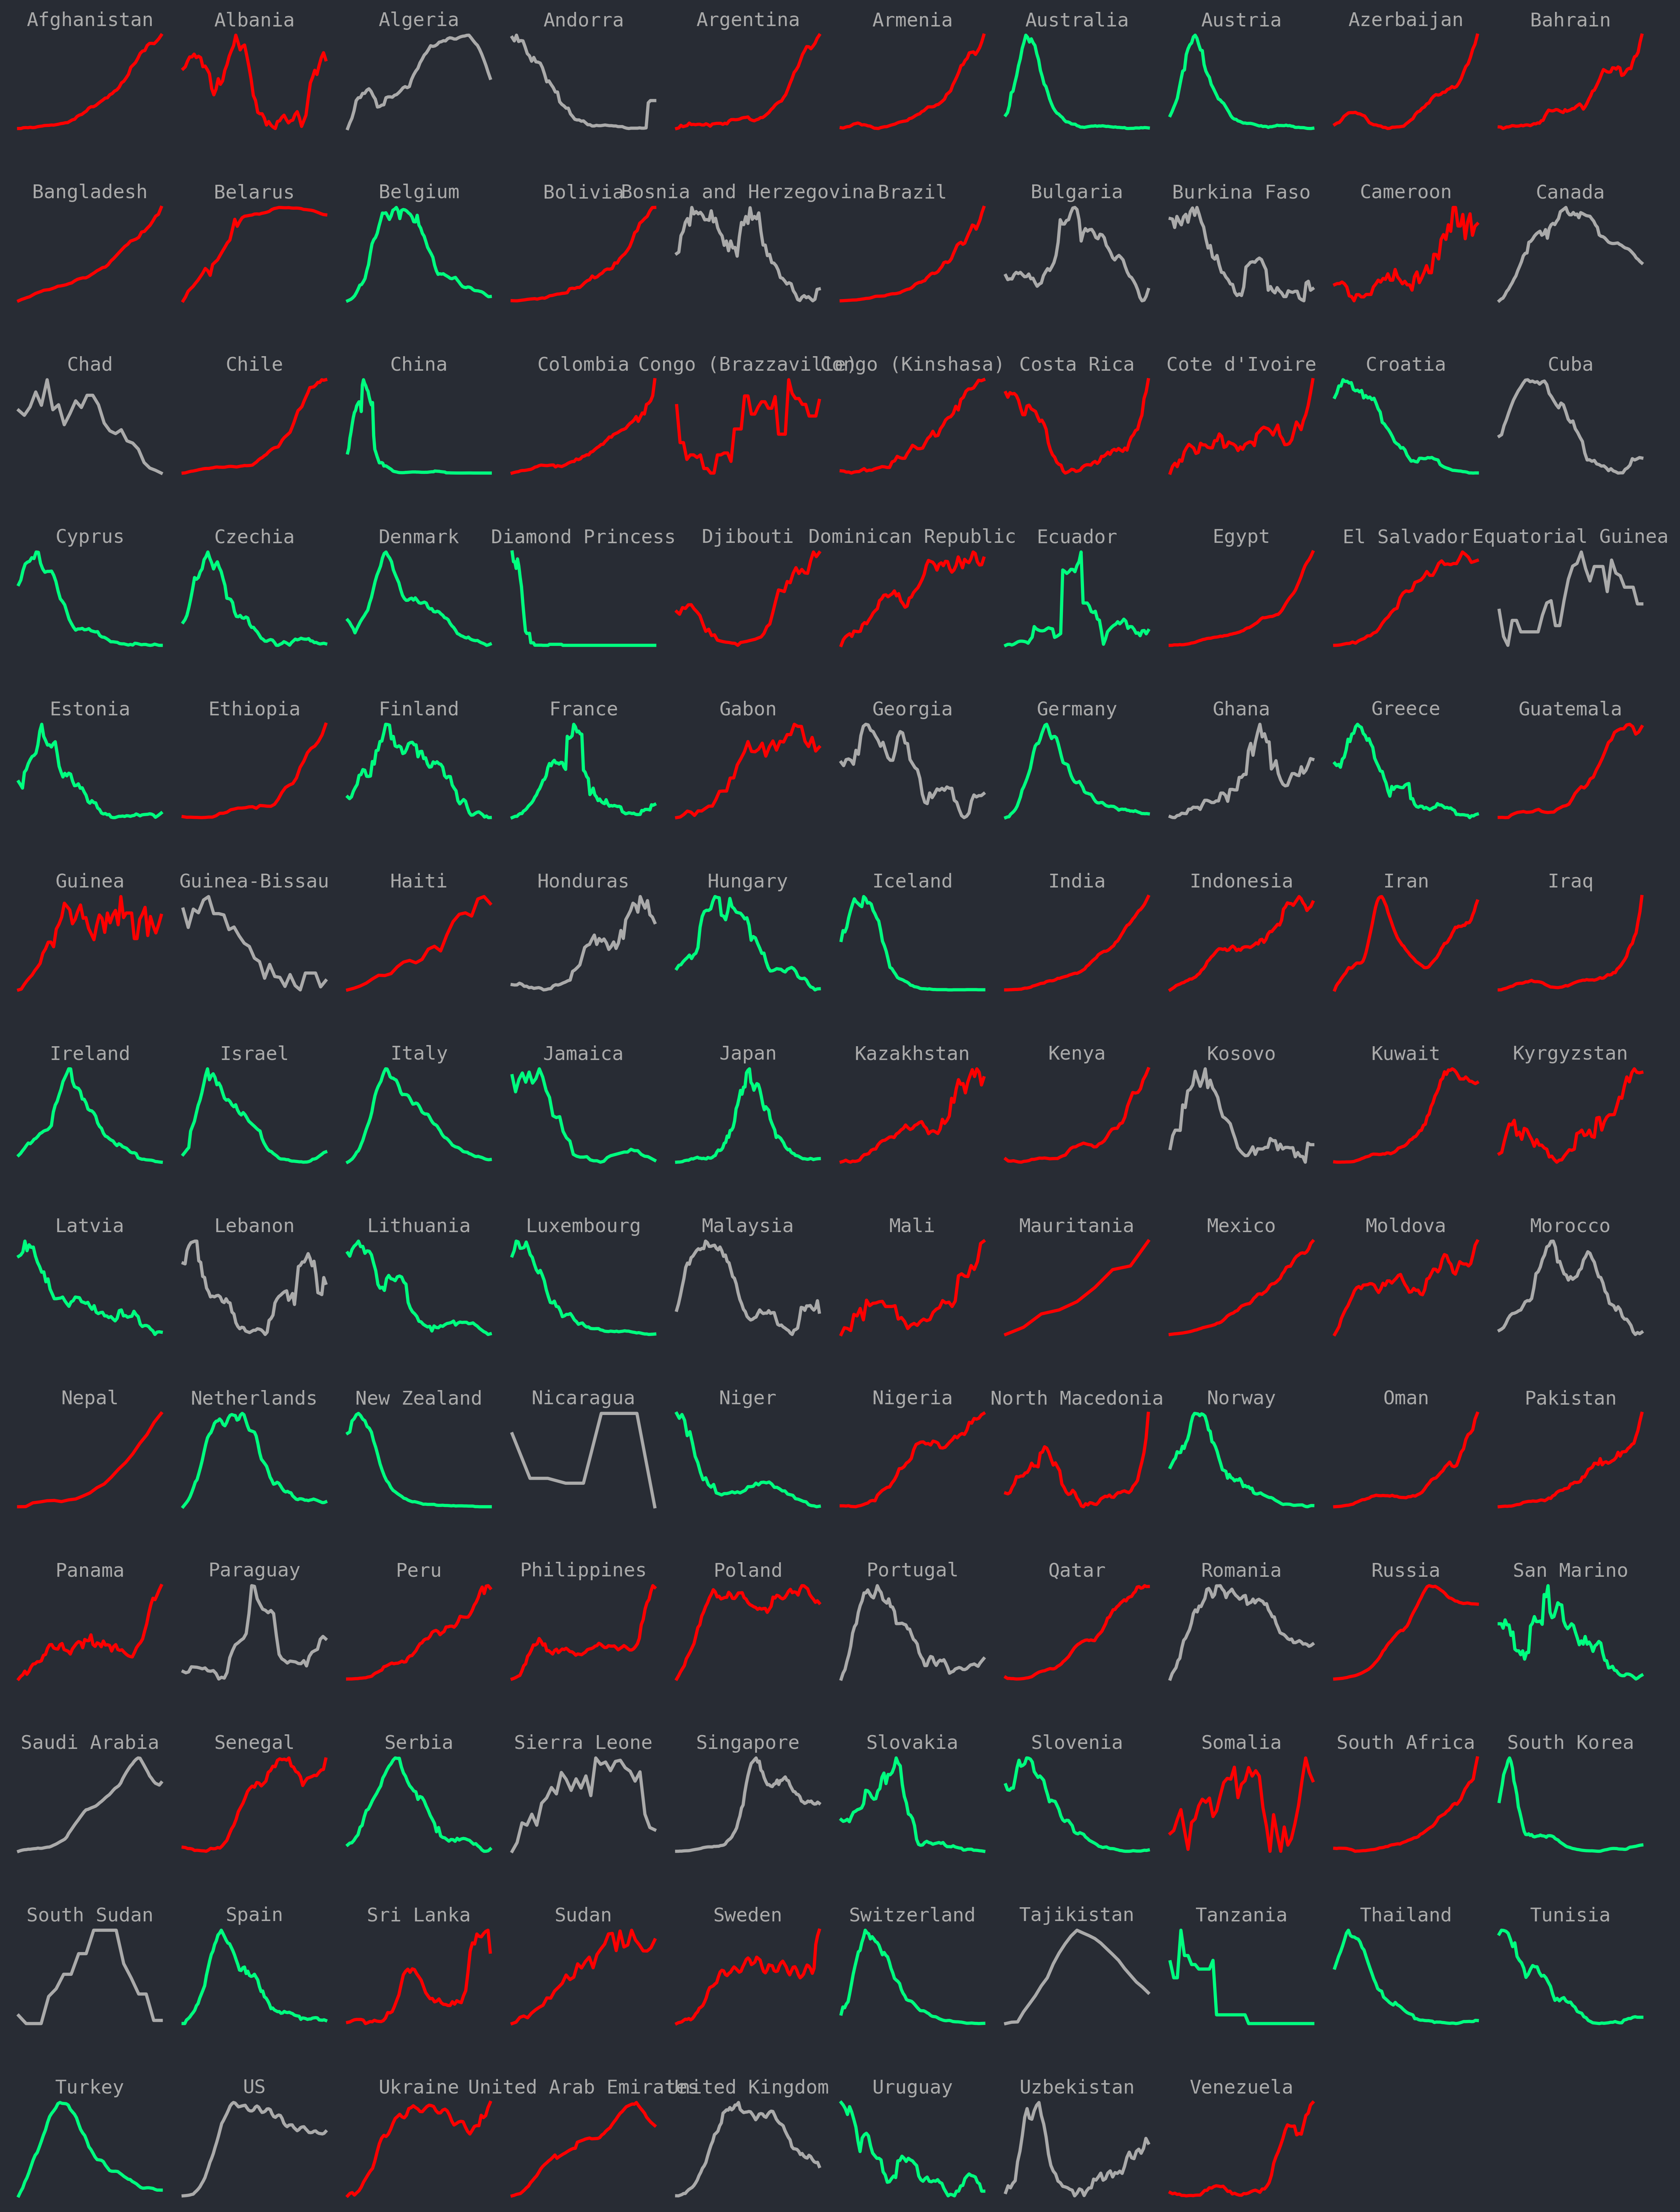 Afghanistan Albania Algeria Andorra Argentina Armenia Australia Austria Azerbaijan Bahrain
Bangladesh Belarus Belgium Bolivia Bosnia and Herzegovina Brazil Bulgaria Burkina Faso Cameroon Canada
Chad Chile China Colombia Congo (Brazzaville) Congo (Kinshasa) Costa Rica Cote d'Ivoire Croatia Cuba
Cyprus Czechia Denmark Diamond Princess Djibouti Dominican Republic Ecuador Egypt El Salvador Equatorial Guinea
Estonia Ethiopia Finland France Gabon Georgia Germany Ghana Greece Guatemala
Guinea Guinea-Bissau Haiti Honduras Hungary Iceland India Indonesia Iran Iraq
Ireland Israel Italy Jamaica Japan Kazakhstan Kenya Kosovo Kuwait Kyrgyzstan
Latvia Lebanon Lithuania Luxembourg Malaysia Mali Mauritania Mexico Moldova Morocco
Nepal Netherlands New Zealand Nicaragua Niger Nigeria North Macedonia Norway Oman Pakistan
Panama Paraguay Peru Philippines Poland Portugal Qatar Romania Russia San Marino
Saudi Arabia Senegal Serbia Sierra Leone Singapore Slovakia Slovenia Somalia South Africa South Korea
South Sudan Spain Sri Lanka Sudan Sweden Switzerland Tajikistan Tanzania Thailand Tunisia
Turkey US Ukraine United Arab Emirates United Kingdom Uruguay Uzbekistan Venezuela